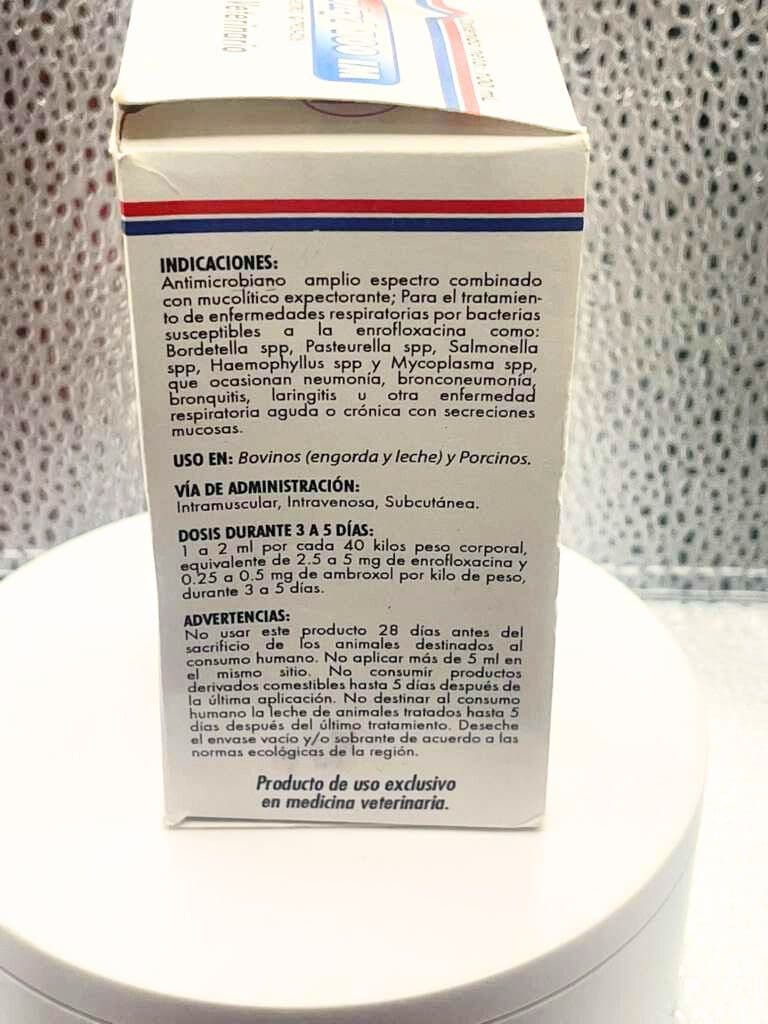 Veterinario
INDICACIONES:
Antimicrobiano amplio espectro combinado
con mucolítico expectorante; Para el tratamien-
to de enfermedades respiratorias por bacterias
susceptibles a la enrofloxacina como:
Bordetella spp, Pasteurella spp, Salmonella
spp, Haemophyllus spp y Mycoplasma spp,
que ocasionan neumonía, bronconeumonía,
bronquitis, laringitis u otra enfermedad
respiratoria aguda o crónica con secreciones
mucosas.
USO EN: Bovinos (engorda y leche) y Porcinos.
VÍA DE ADMINISTRACIÓN:
Intramuscular, Intravenosa, Subcutánea.
DOSIS DURANTE 3 A 5 DÍAS:
1 a 2 ml por cada 40 kilos peso corporal,
equivalente de 2.5 a 5 mg de enrofloxacina y
0.25 a 0.5 mg de ambroxol por kilo de peso,
durante 3 a 5 días.
ADVERTENCIAS:
No usar este producto 28 días antes del
sacrificio de los animales destinados al
consumo humano. No aplicar más de 5 ml en
el mismo sitio. No consumir productos
derivados comestibles hasta 5 días después de
la última aplicación. No destinar al consumo
humano la leche de animales tratados hasta 5
días después del último tratamiento. Deseche
el envase vacío y/o sobrante de acuerdo a las
normas ecológicas de la región.
Producto de uso exclusivo
en medicina veterinaria.